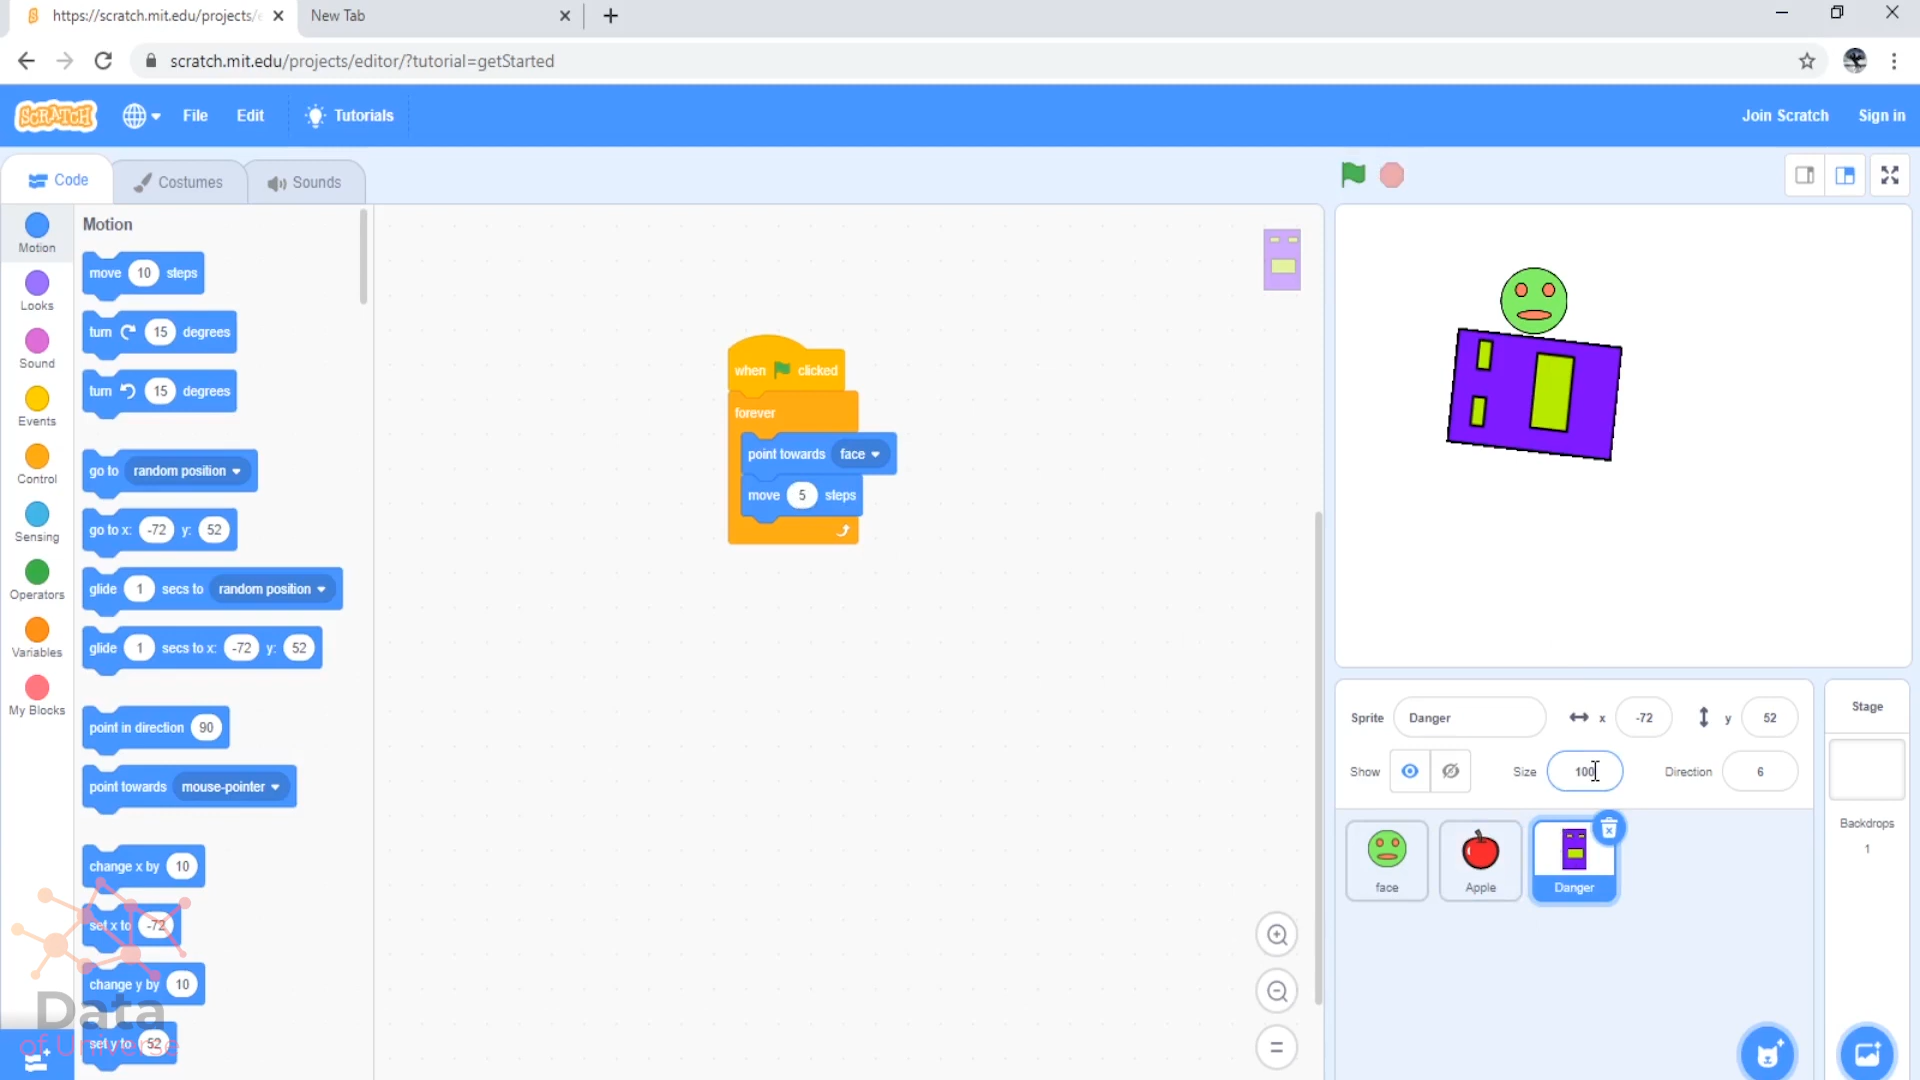 https://scratch.mit.edu/projects/e
New Tab
scratch.mit.edu/projects/editor/?tutorial=getStarted
SCRATCH
File
Edit
Tutorials
Join Scratch
Sign in
Code
Costumes
Sounds
Motion
Looks
Sound
Events
Control
Sensing
Operators
Variables
My Blocks
Motion
move 10 steps
turn 15 degrees
turn 15 degrees
go to random position
go to x: -72 y: 52
glide 1 secs to random position
glide 1 secs to x: -72 y: 52
point in direction 90
point towards mouse-pointer
change x by 10
set x to -72
change y by 10
set y to 52
Data
of Universe
when clicked
forever
point towards face
move 5 steps
Sprite Danger x -72 y 52
Show Size 100 Direction 6
face
Apple
Danger
Stage
Backdrops
1